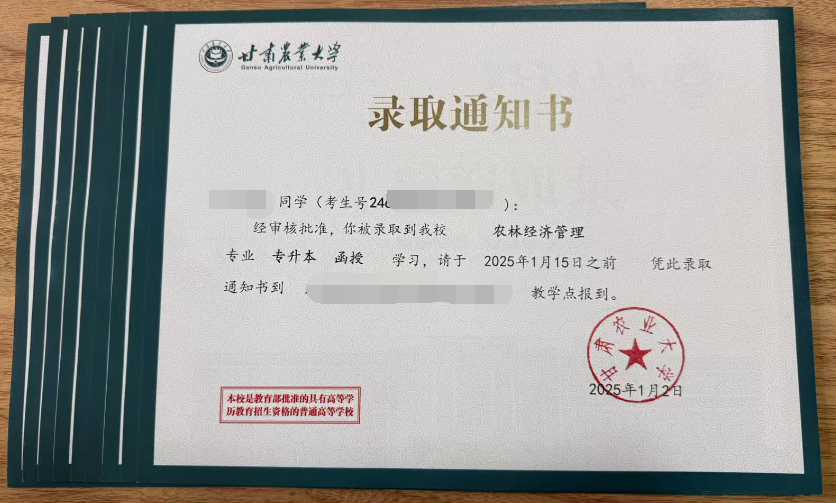 甘肃农业大学
Gansu Agricultural University
录取通知书
同学（考生号246 ）：
经审核批准，你被录取到我校 农林经济管理
专业 专升本 函授 学习，请于 2025年1月15日之前 凭此录取
通知书到 教学点报到。
甘肃农业大学
2025年1月2日
本校是教育部批准的具有高等学
历教育招生资格的普通高等学校